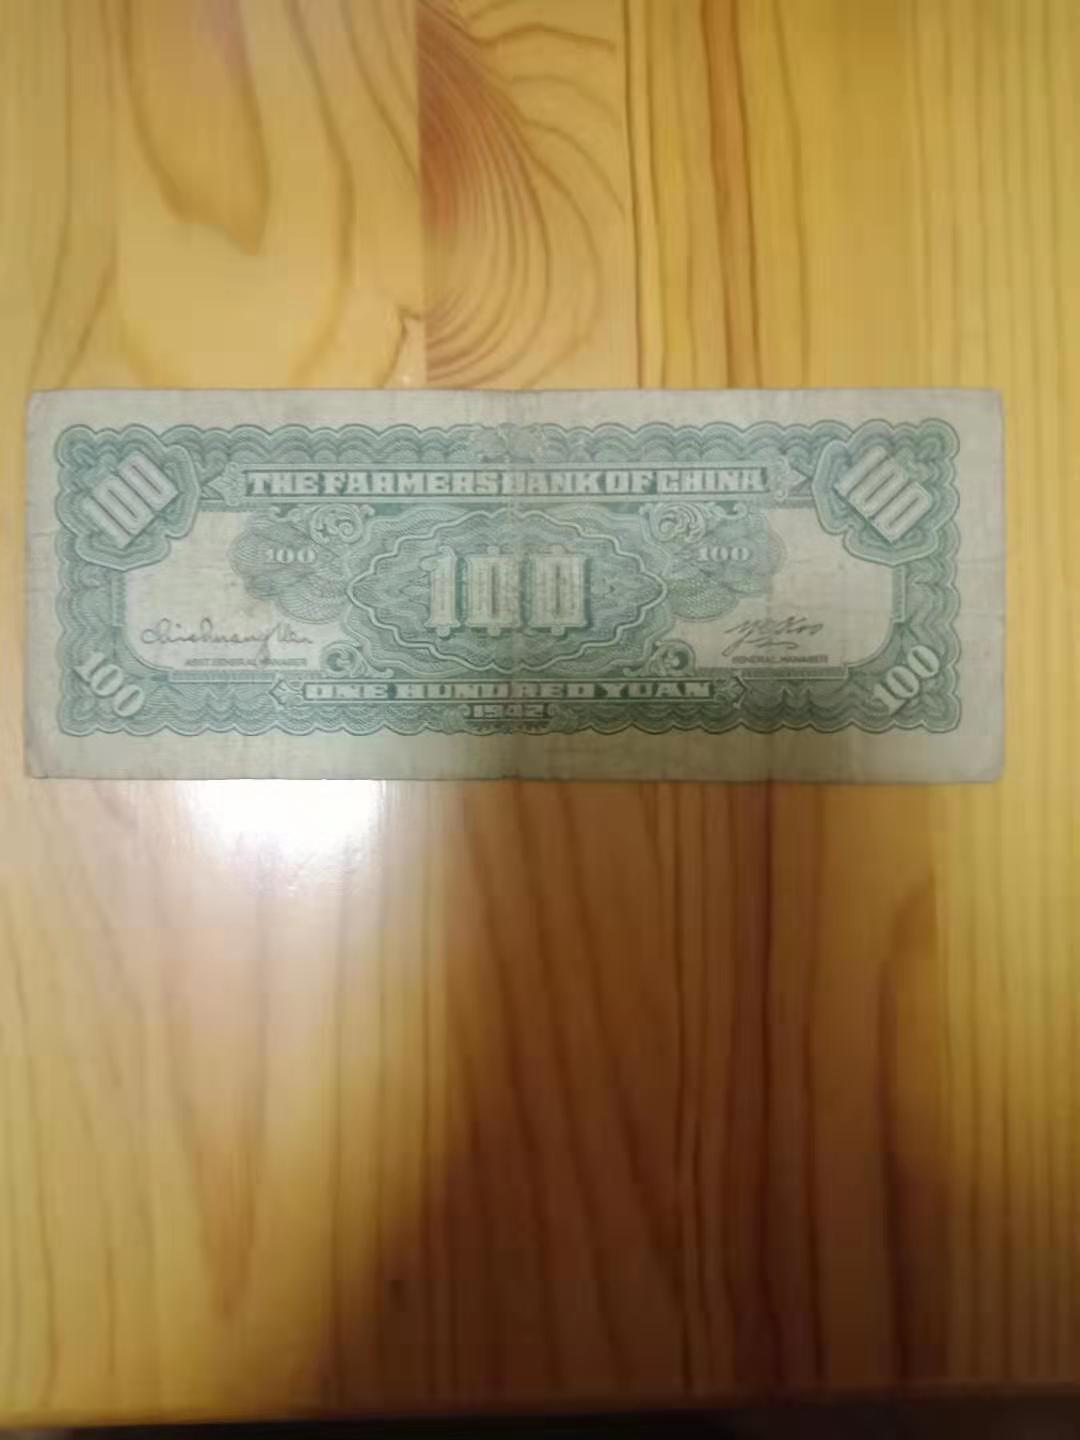 100 100
THE FARMERS BANK OF CHINA
100 100 100
ASST. GENERAL MANAGER GENERAL MANAGER
100 ONE HUNDRED YUAN 100
1942